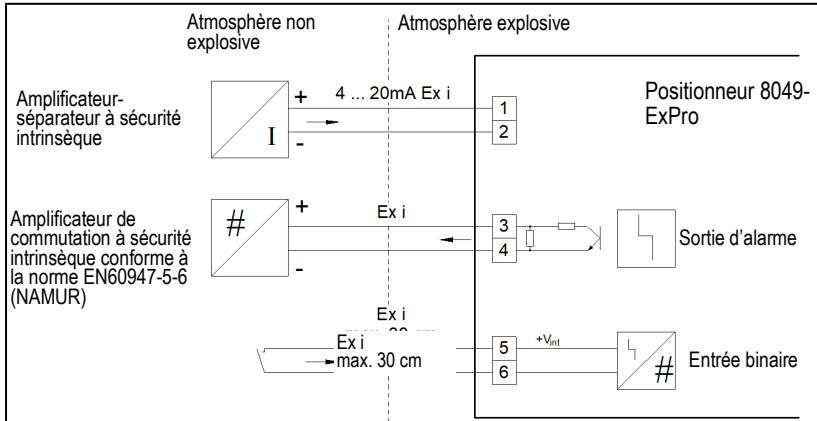 Atmosphère non
explosive
Atmosphère explosive
Amplificateur-
séparateur à sécurité
intrinsèque
+
4 ... 20mA Ex i
I
-
1
2
Positionneur 8049-
ExPro
Amplificateur de
commutation à sécurité
intrinsèque conforme à
la norme EN60947-5-6
(NAMUR)
#
+
Ex i
-
3
4
Sortie d'alarme
Ex i
Ex i
max. 30 cm
5
6
+Vint
#
Entrée binaire